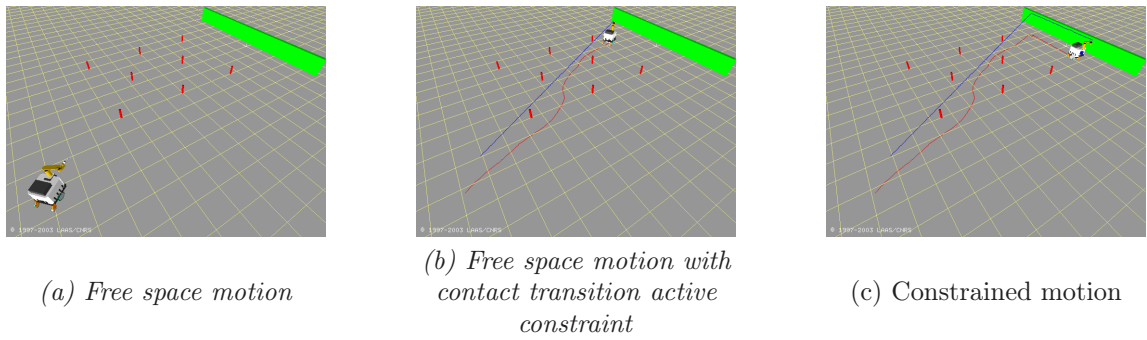 © 1997-2003 LAAS/CNRS
© 1997-2003 LAAS/CNRS
© 1997-2003 LAAS/CNRS
(a) Free space motion
(b) Free space motion with
contact transition active
constraint
(c) Constrained motion